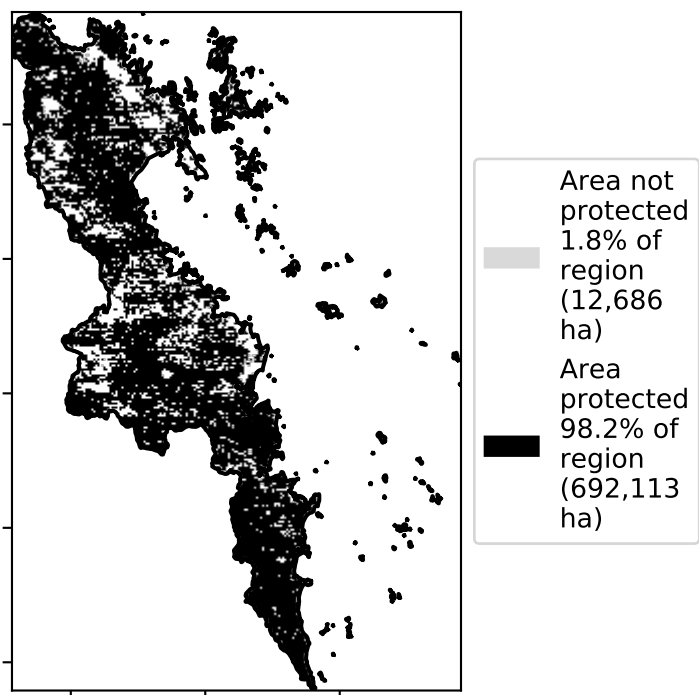 Area not
protected
1.8% of
region
(12,686
ha)
Area
protected
98.2% of
region
(692,113
ha)